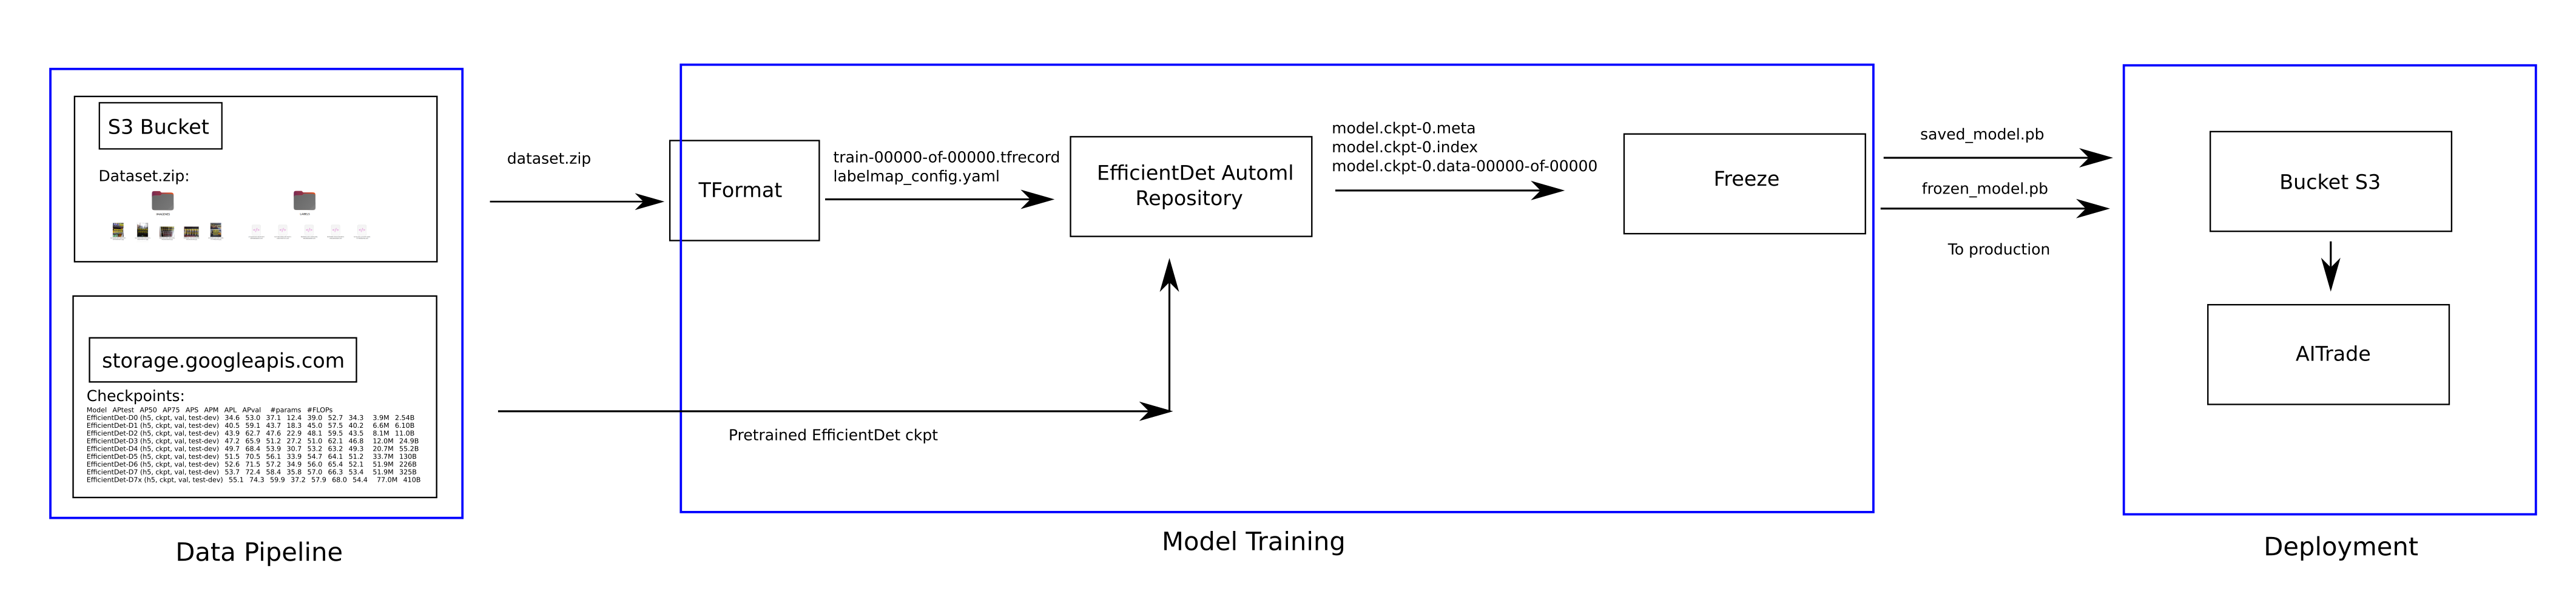 S3 Bucket
Dataset.zip:
storage.googleapis.com
Checkpoints:
Model APtest AP50 AP75 APS APM APL APval #params #FLOPs
EfficientDet-D0 (h5, ckpt, val, test-dev) 34.6 53.0 37.1 12.4 39.0 52.7 34.3 3.9M 2.54B
EfficientDet-D1 (h5, ckpt, val, test-dev) 40.5 59.1 43.7 18.3 45.0 57.5 40.2 6.6M 6.10B
EfficientDet-D2 (h5, ckpt, val, test-dev) 43.9 62.7 47.6 22.9 48.1 59.5 43.5 8.1M 11.0B
EfficientDet-D3 (h5, ckpt, val, test-dev) 47.2 65.9 51.2 27.2 51.0 62.1 46.8 12.0M 24.9B
EfficientDet-D4 (h5, ckpt, val, test-dev) 49.7 68.4 53.9 30.7 53.2 63.2 49.3 20.7M 55.2B
EfficientDet-D5 (h5, ckpt, val, test-dev) 51.5 70.5 56.1 33.9 54.7 64.1 51.2 33.7M 130B
EfficientDet-D6 (h5, ckpt, val, test-dev) 52.6 71.5 57.2 34.9 56.0 65.4 52.1 51.9M 226B
EfficientDet-D7 (h5, ckpt, val, test-dev) 53.7 72.4 58.4 35.8 57.0 66.3 53.4 51.9M 325B
EfficientDet-D7x (h5, ckpt, val, test-dev) 55.1 74.3 59.9 37.2 57.9 68.0 54.4 77.0M 410B
Data Pipeline
dataset.zip
TFormat
train-00000-of-00000.tfrecord
labelmap_config.yaml
EfficientDet Automl
Repository
model.ckpt-0.meta
model.ckpt-0.index
model.ckpt-0.data-00000-of-00000
Freeze
Pretrained EfficientDet ckpt
Model Training
saved_model.pb
frozen_model.pb
To production
Bucket S3
AITrade
Deployment